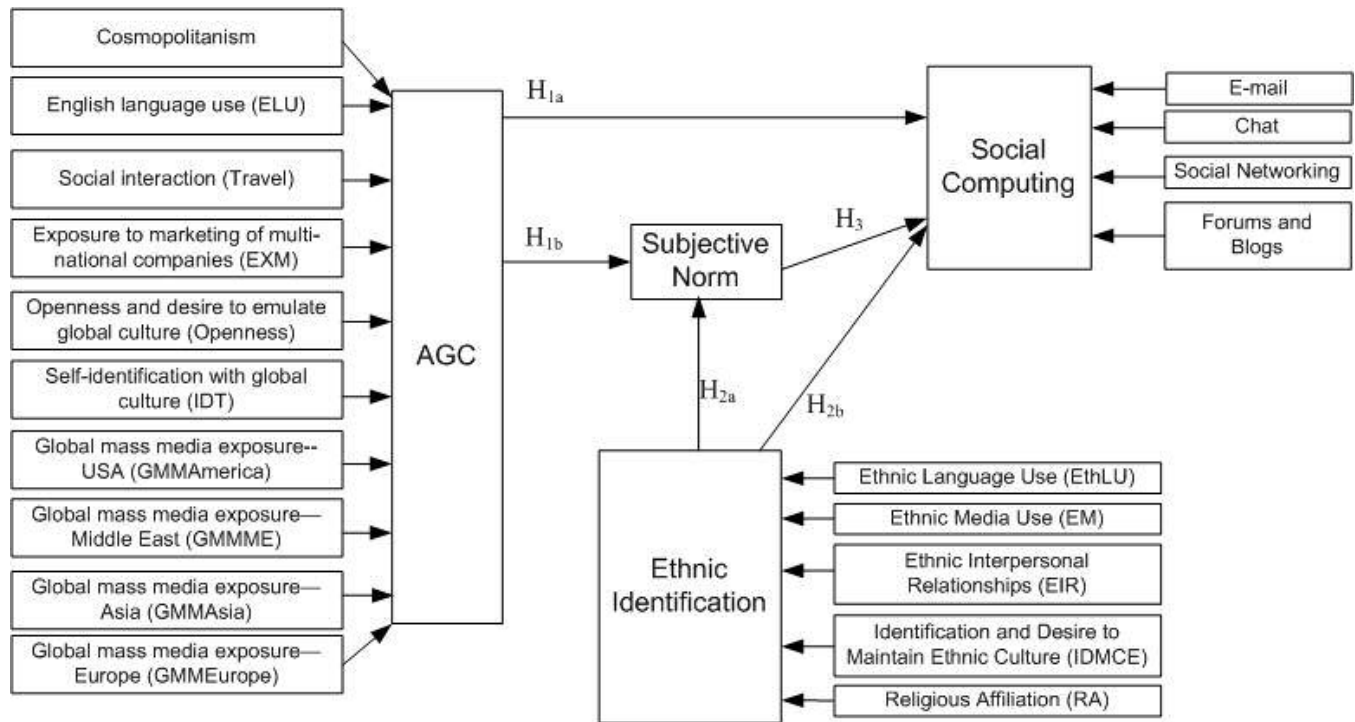 Cosmopolitanism
English language use (ELU)
Social interaction (Travel)
Exposure to marketing of multi-
national companies (EXM)
Openness and desire to emulate
global culture (Openness)
Self-identification with global
culture (IDT)
Global mass media exposure--
USA (GMMAmerica)
Global mass media exposure—
Middle East (GMMME)
Global mass media exposure—
Asia (GMMAsia)
Global mass media exposure—
Europe (GMMEurope)
AGC
H1a
H1b
Subjective
Norm
H3
H2a
H2b
Social
Computing
E-mail
Chat
Social Networking
Forums and
Blogs
Ethnic
Identification
Ethnic Language Use (EthLU)
Ethnic Media Use (EM)
Ethnic Interpersonal
Relationships (EIR)
Identification and Desire to
Maintain Ethnic Culture (IDMCE)
Religious Affiliation (RA)